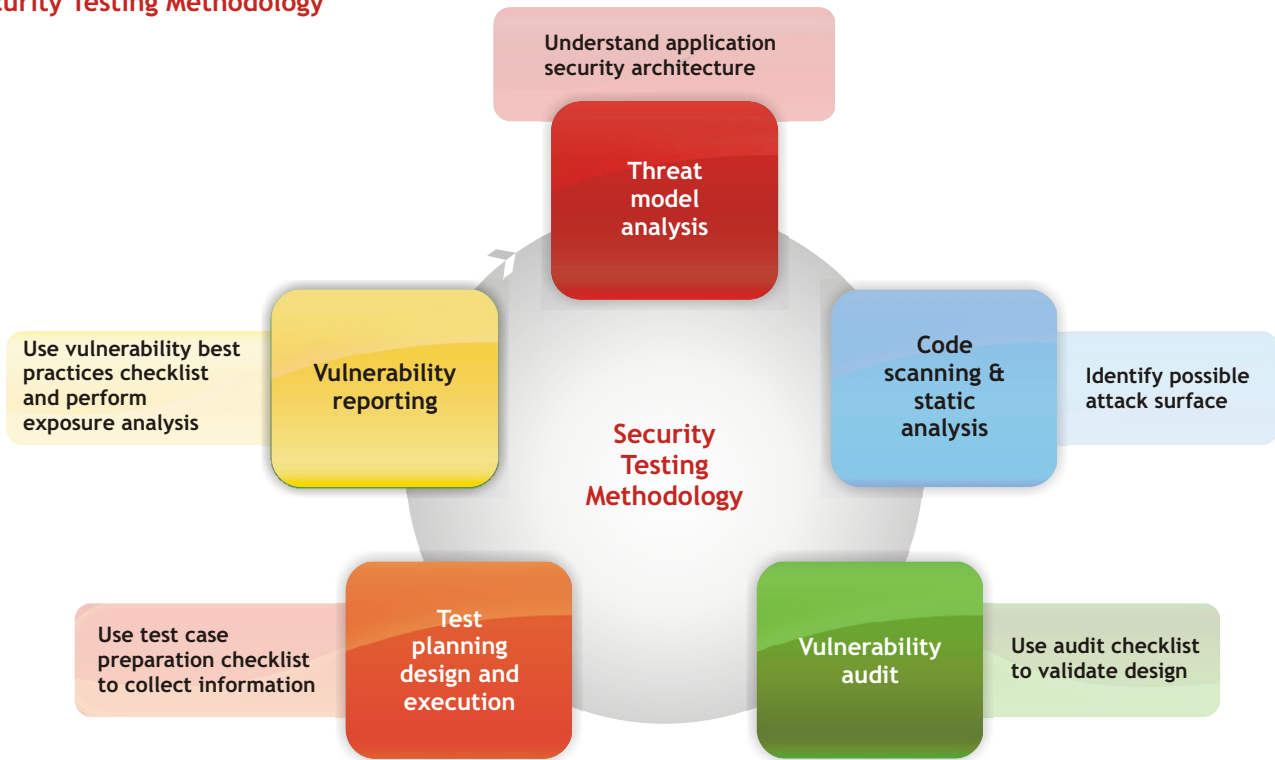 curity Testing Methodology
Understand application
security architecture
Threat
model
analysis
Code
scanning &
static
analysis
Identify possible
attack surface
Vulnerability
audit
Use audit checklist
to validate design
Test
planning
design and
execution
Use test case
preparation checklist
to collect information
Vulnerability
reporting
Use vulnerability best
practices checklist
and perform
exposure analysis
Security
Testing
Methodology